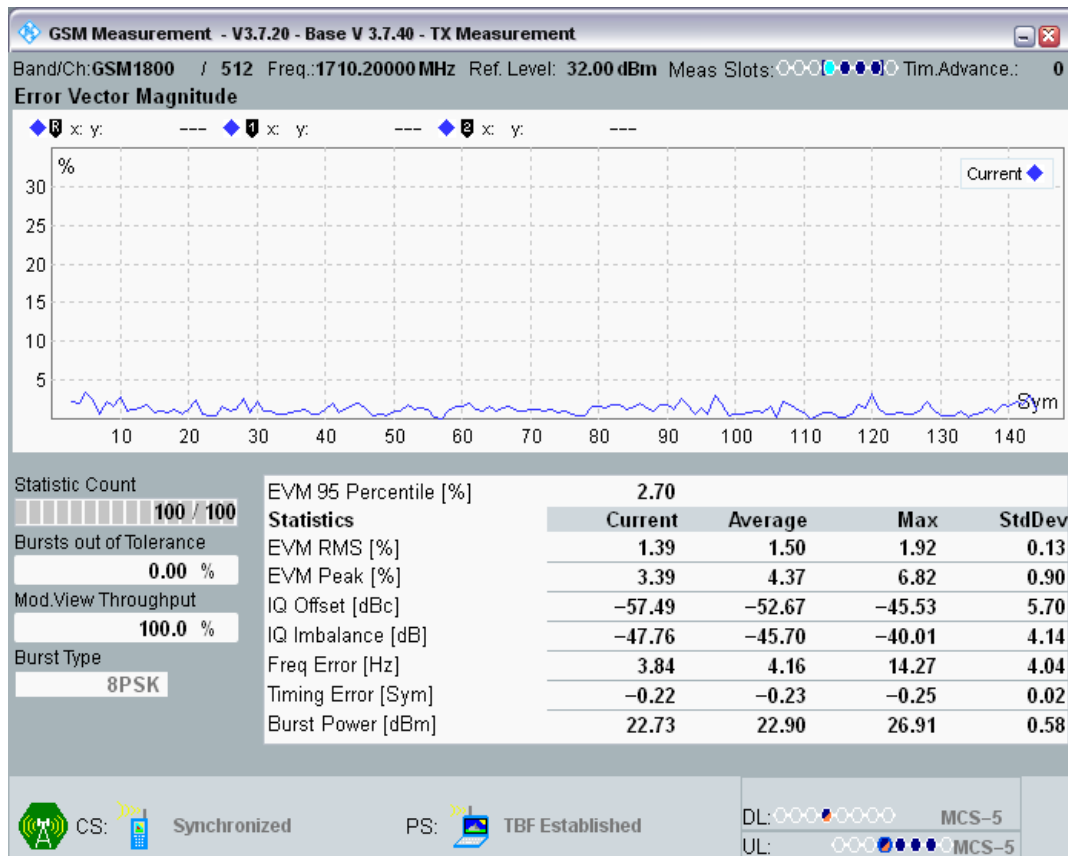 GSM Measurement - V3.7.20 - Base V 3.7.40 - TX Measurement
Band/Ch:GSM1800 / 512 Freq.:1710.20000 MHz Ref. Level: 32.00 dBm Meas Slots: Tim.Advance.: 0
Error Vector Magnitude
R x: y: --- 1 x: y: --- 2 x: y: ---
%
Current
30
25
20
15
10
5
Sym
10 20 30 40 50 60 70 80 90 100 110 120 130 140
Statistic Count
100 / 100
Bursts out of Tolerance
0.00 %
Mod.View Throughput
100.0 %
Burst Type
8PSK
EVM 95 Percentile [%] 2.70
Statistics Current Average Max StdDev
EVM RMS [%] 1.39 1.50 1.92 0.13
EVM Peak [%] 3.39 4.37 6.82 0.90
IQ Offset [dBc] −57.49 −52.67 −45.53 5.70
IQ Imbalance [dB] −47.76 −45.70 −40.01 4.14
Freq Error [Hz] 3.84 4.16 14.27 4.04
Timing Error [Sym] −0.22 −0.23 −0.25 0.02
Burst Power [dBm] 22.73 22.90 26.91 0.58
CS: Synchronized PS: TBF Established
DL: MCS−5
UL: MCS−5